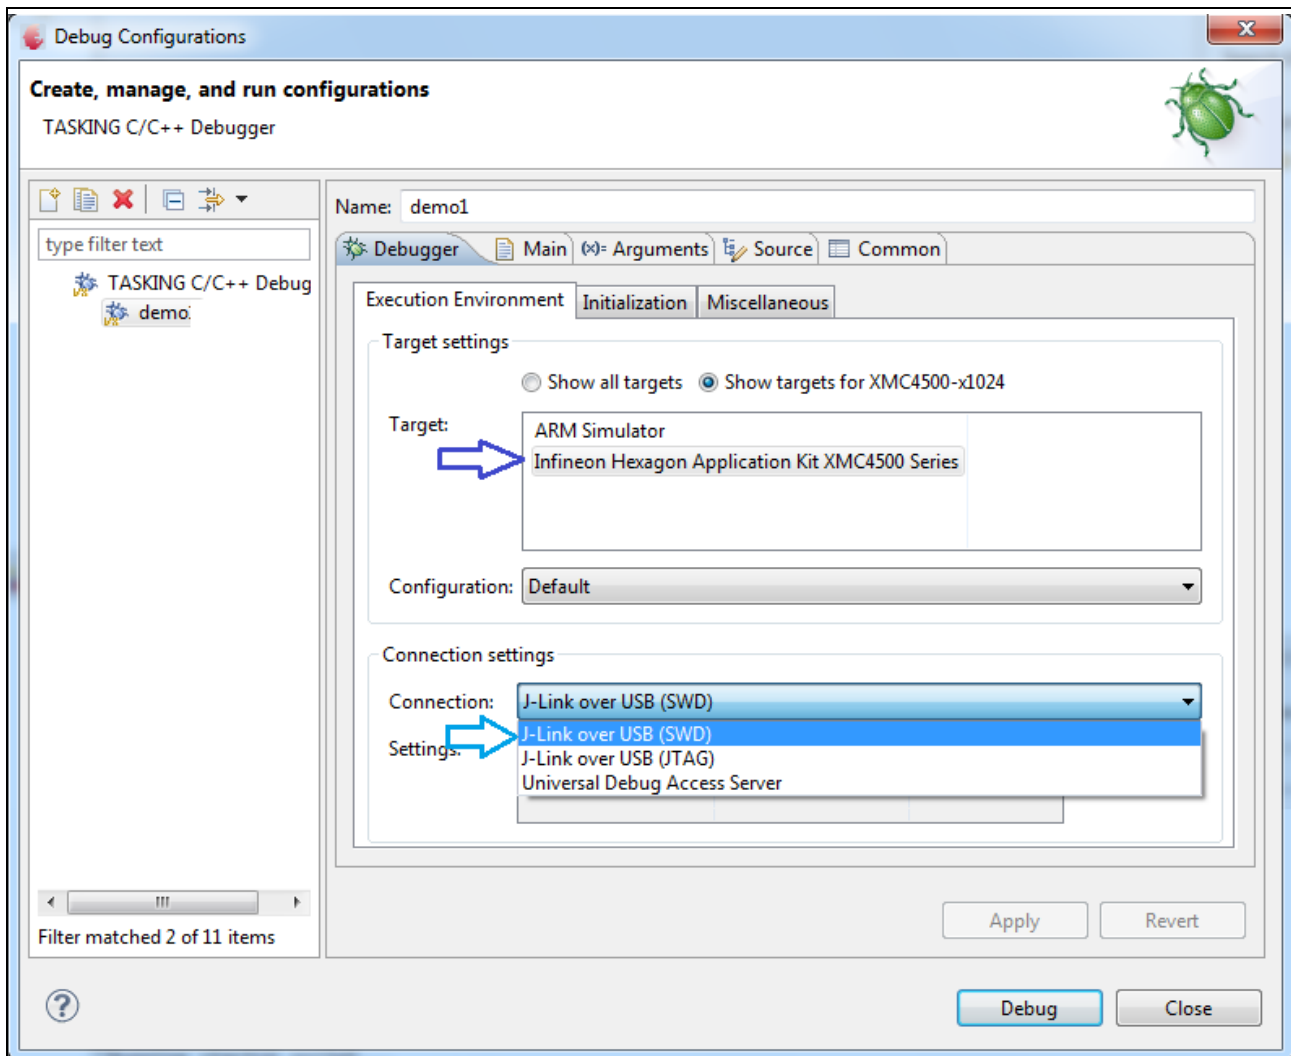 Debug Configurations
Create, manage, and run configurations
TASKING C/C++ Debugger
type filter text
TASKING C/C++ Debug
demo
Filter matched 2 of 11 items
Name: demo1
Debugger Main (x)= Arguments Source Common
Execution Environment Initialization Miscellaneous
Target settings
Show all targets Show targets for XMC4500-x1024
Target:
ARM Simulator
Infineon Hexagon Application Kit XMC4500 Series
Configuration: Default
Connection settings
Connection: J-Link over USB (SWD)
J-Link over USB (SWD)
Settings:
J-Link over USB (JTAG)
Universal Debug Access Server
Apply Revert
? Debug Close